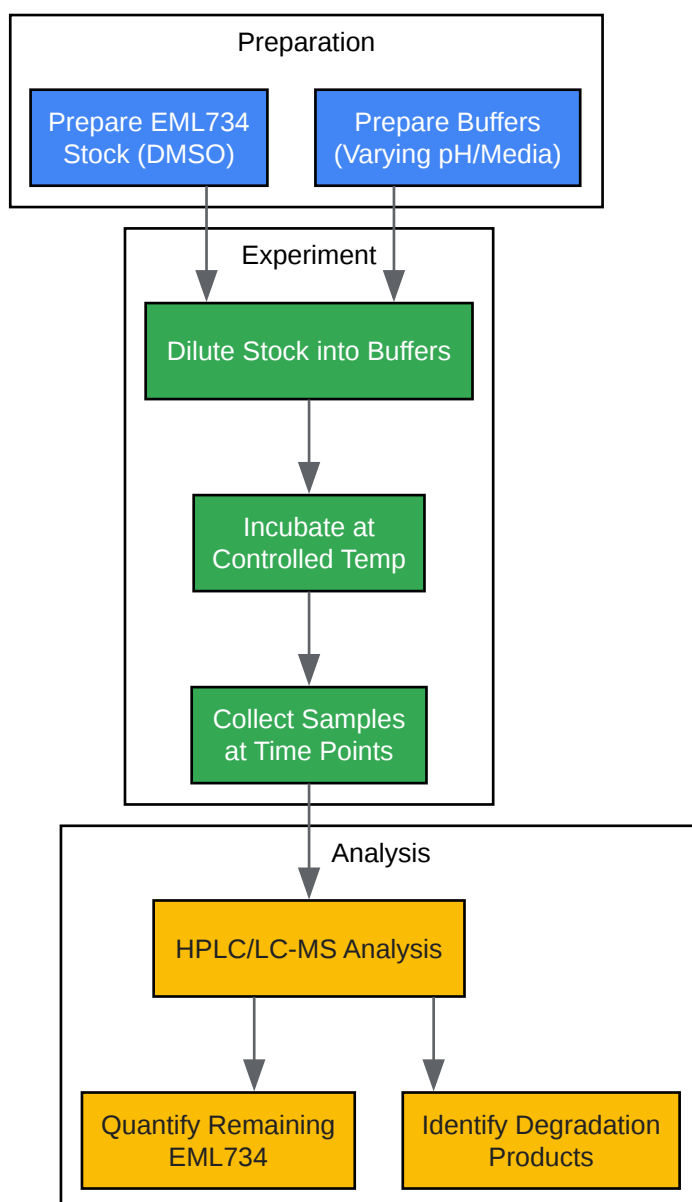 Preparation
Prepare EML734
Stock (DMSO)
Prepare Buffers
(Varying pH/Media)
Experiment
Dilute Stock into Buffers
Incubate at
Controlled Temp
Collect Samples
at Time Points
Analysis
HPLC/LC-MS Analysis
Quantify Remaining
EML734
Identify Degradation
Products